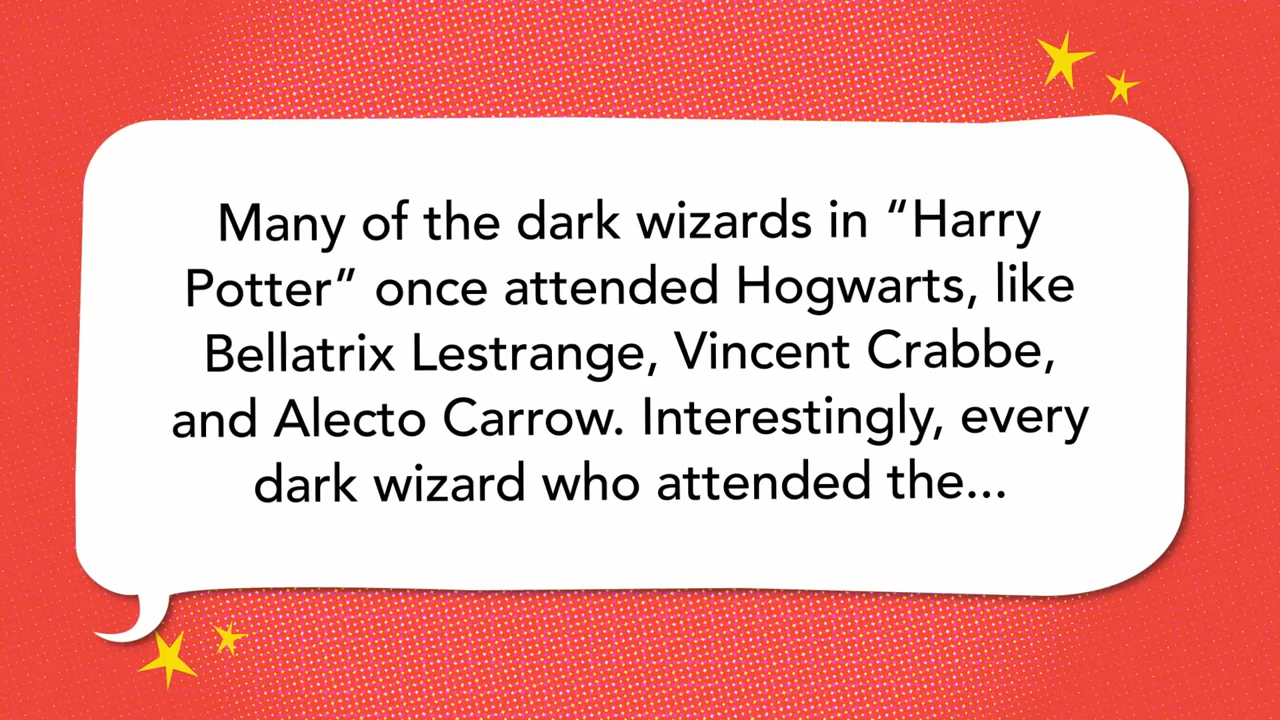 Many of the dark wizards in “Harry
Potter” once attended Hogwarts, like
Bellatrix Lestrange, Vincent Crabbe,
and Alecto Carrow. Interestingly, every
dark wizard who attended the...